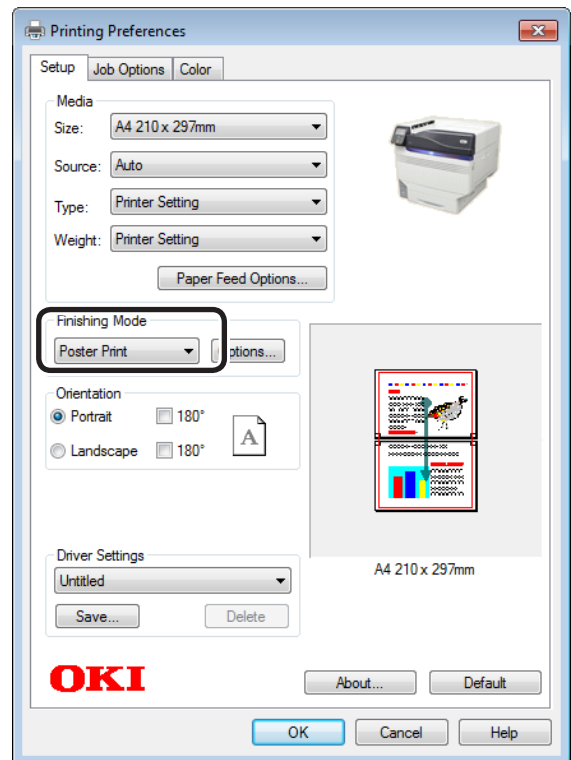 Printing Preferences
Setup Job Options Color
Media
Size: A4 210 x 297mm
Source: Auto
Type: Printer Setting
Weight: Printer Setting
Paper Feed Options...
Finishing Mode
Poster Print ptions...
Orientation
Portrait 180°
Landscape 180°
A
A4 210 x 297mm
Driver Settings
Untitled
Save... Delete
OKI
About... Default
OK Cancel Help